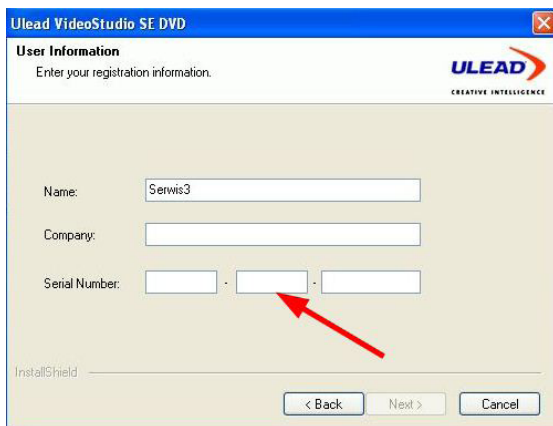 Ulead VideoStudio SE DVD
User Information
Enter your registration information.
ULEAD
CREATIVE INTELLIGENCE
Name:
Serwis3
Company:
Serial Number:
- -
InstallShield
< Back
Next >
Cancel